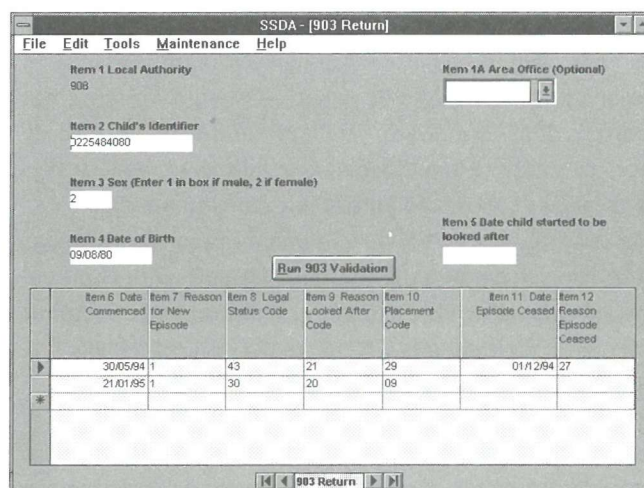 SSDA - [903 Return]
File Edit Tools Maintenance Help
Item 1 Local Authority
908
Item 1A Area Office (Optional)
Item 2 Child's Identifier
0225484080
Item 3 Sex (Enter 1 in box if male, 2 if female)
2
Item 4 Date of Birth
09/08/80
Item 5 Date child started to be
looked after
Run 903 Validation
Item 6 Date Commenced
Item 7 Reason for New Episode
Item 8 Legal Status Code
Item 9 Reason Looked After Code
Item 10 Placement Code
Item 11 Date Episode Ceased
Item 12 Reason Episode Ceased
30/05/94 1 43 21 29 01/12/94 27
21/01/95 1 30 20 09
903 Return